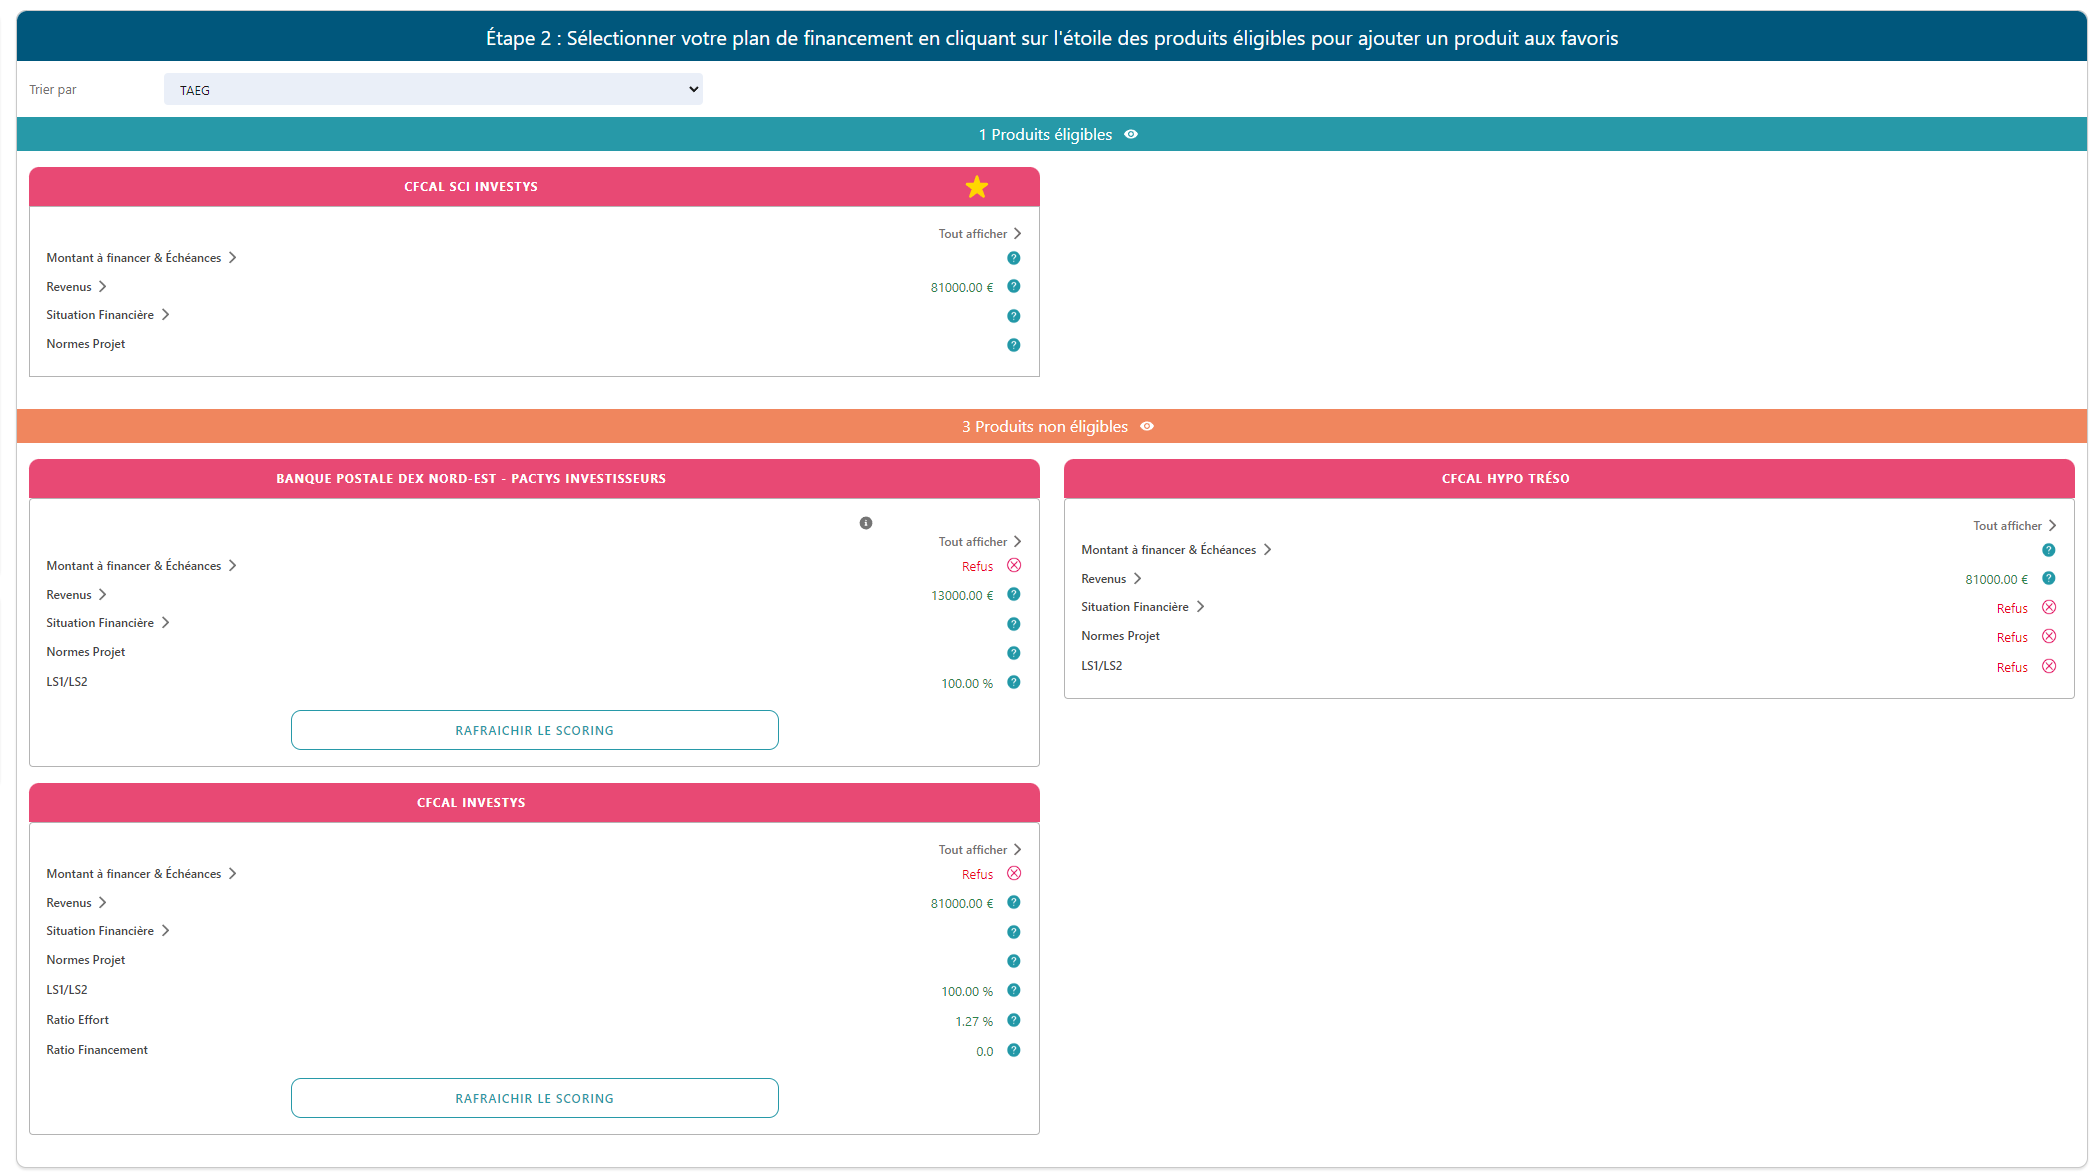 Étape 2 : Sélectionner votre plan de financement en cliquant sur l'étoile des produits éligibles pour ajouter un produit aux favoris
Trier par
TAEG
1 Produits éligibles
CFCAL SCI INVESTYS
Tout afficher
Montant à financer & Échéances
Revenus 81000.00 €
Situation Financière
Normes Projet
3 Produits non éligibles
BANQUE POSTALE DEX NORD-EST - PACTYS INVESTISSEURS
Tout afficher
Montant à financer & Échéances Refus
Revenus 13000.00 €
Situation Financière
Normes Projet
LS1/LS2 100.00 %
RAFRAICHIR LE SCORING
CFCAL HYPO TRÉSO
Tout afficher
Montant à financer & Échéances
Revenus 81000.00 €
Situation Financière Refus
Normes Projet Refus
LS1/LS2 Refus
CFCAL INVESTYS
Tout afficher
Montant à financer & Échéances Refus
Revenus 81000.00 €
Situation Financière
Normes Projet
LS1/LS2 100.00 %
Ratio Effort 1.27 %
Ratio Financement 0.0
RAFRAICHIR LE SCORING